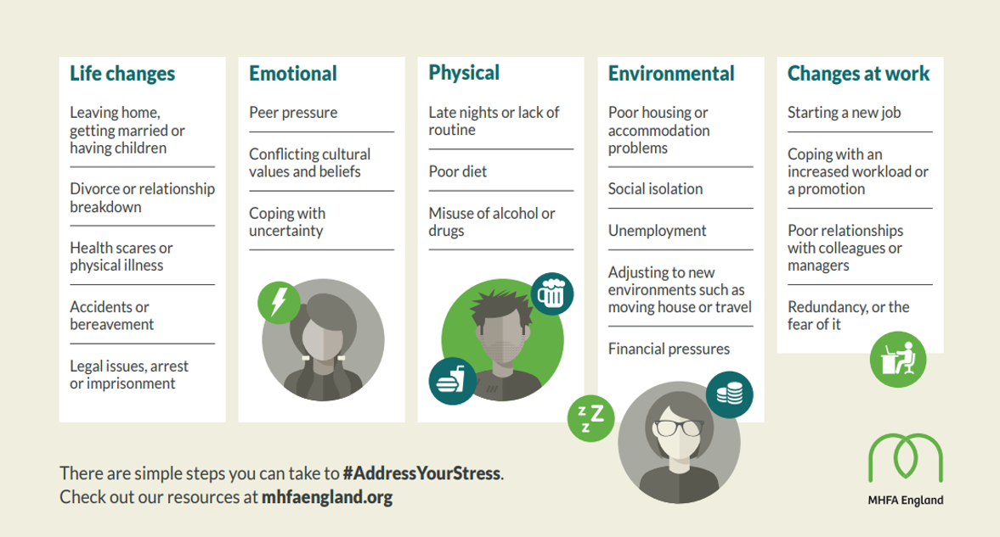 Life changes
Leaving home,
getting married or
having children
Divorce or relationship
breakdown
Health scares or
physical illness
Accidents or
bereavement
Legal issues, arrest
or imprisonment
Emotional
Peer pressure
Conflicting cultural
values and beliefs
Coping with
uncertainty
Physical
Late nights or lack of
routine
Poor diet
Misuse of alcohol or
drugs
Environmental
Poor housing or
accommodation
problems
Social isolation
Unemployment
Adjusting to new
environments such as
moving house or travel
Financial pressures
Changes at work
Starting a new job
Coping with an
increased workload or
a promotion
Poor relationships
with colleagues or
managers
Redundancy, or the
fear of it
z Z
z
There are simple steps you can take to #AddressYourStress.
Check out our resources at mhfaengland.org
MHFA England